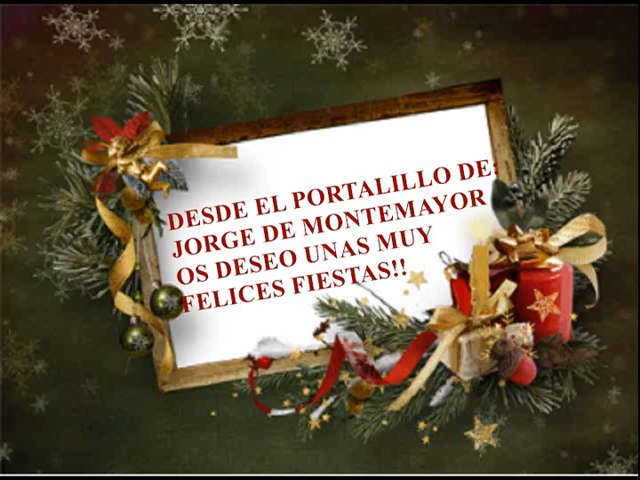 DESDE EL PORTALILLO DE:
JORGE DE MONTEMAYOR
OS DESEO UNAS MUY
FELICES FIESTAS!!